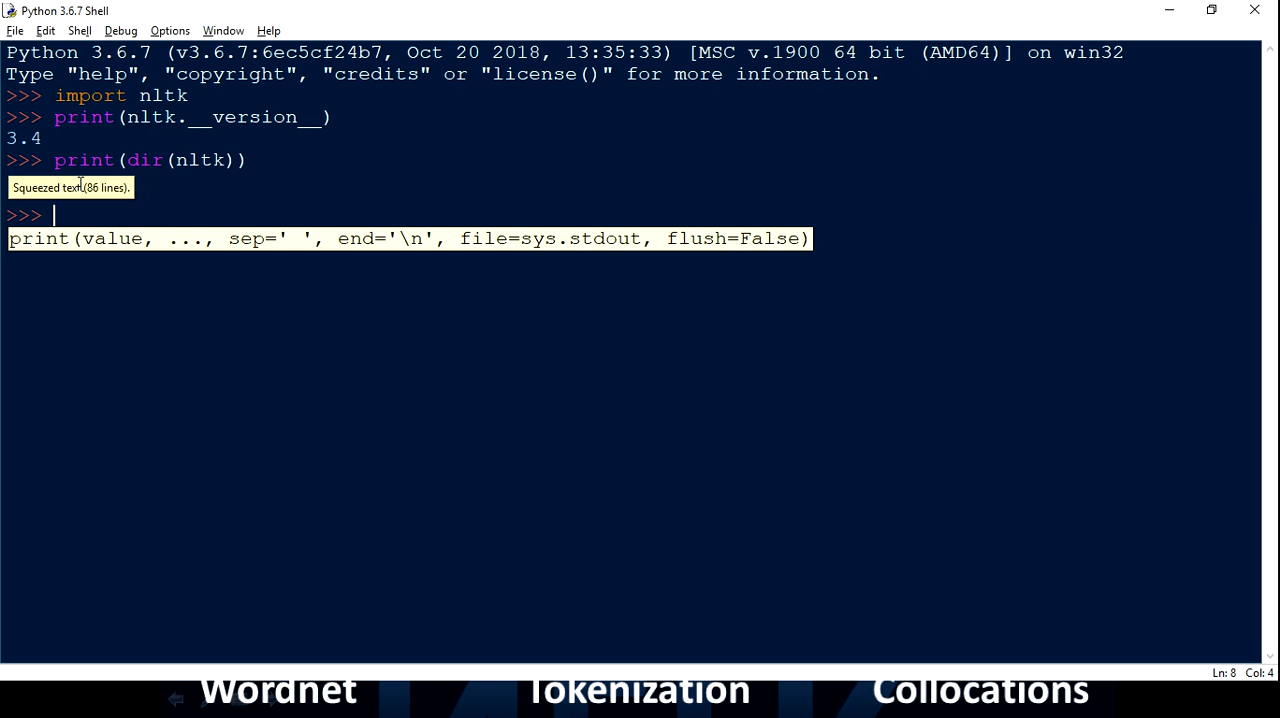 Python 3.6.7 Shell
File Edit Shell Debug Options Window Help
Python 3.6.7 (v3.6.7:6ec5cf24b7, Oct 20 2018, 13:35:33) [MSC v.1900 64 bit (AMD64)] on win32
Type "help", "copyright", "credits" or "license()" for more information.
>>> import nltk
>>> print(nltk.__version__)
3.4
>>> print(dir(nltk))
Squeezed text (86 lines).
>>>
print(value, ..., sep=' ', end='\n', file=sys.stdout, flush=False)
Ln: 8 Col: 4
Wordnet Tokenization Collocations